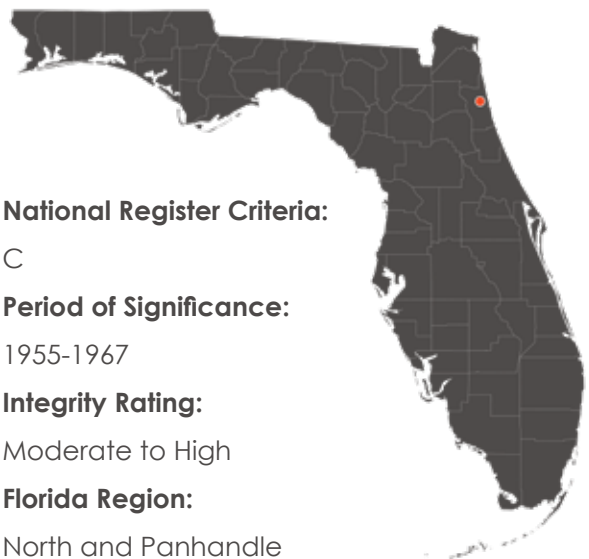 National Register Criteria:
C
Period of Significance:
1955-1967
Integrity Rating:
Moderate to High
Florida Region:
North and Panhandle